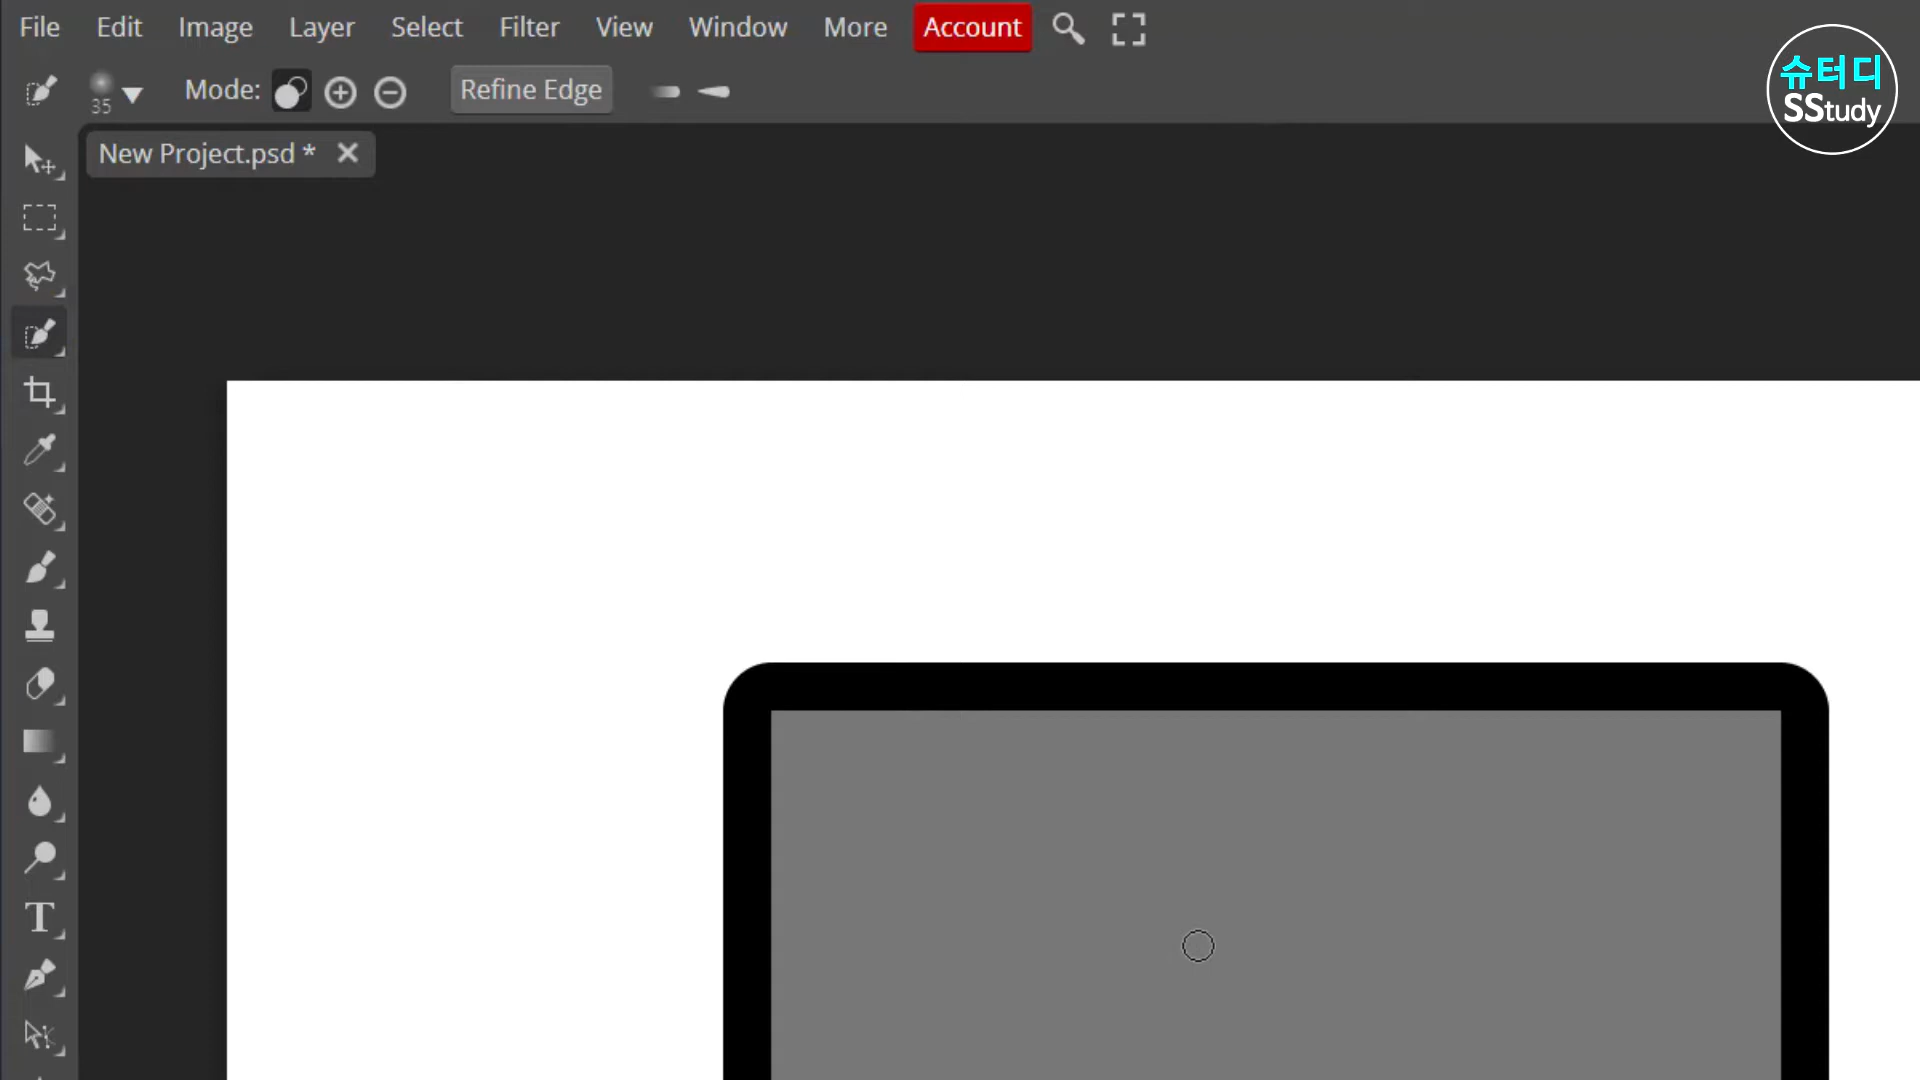 File Edit Image Layer Select Filter View Window More Account
35 Mode: Refine Edge
슈터디
SStudy
New Project.psd *
T